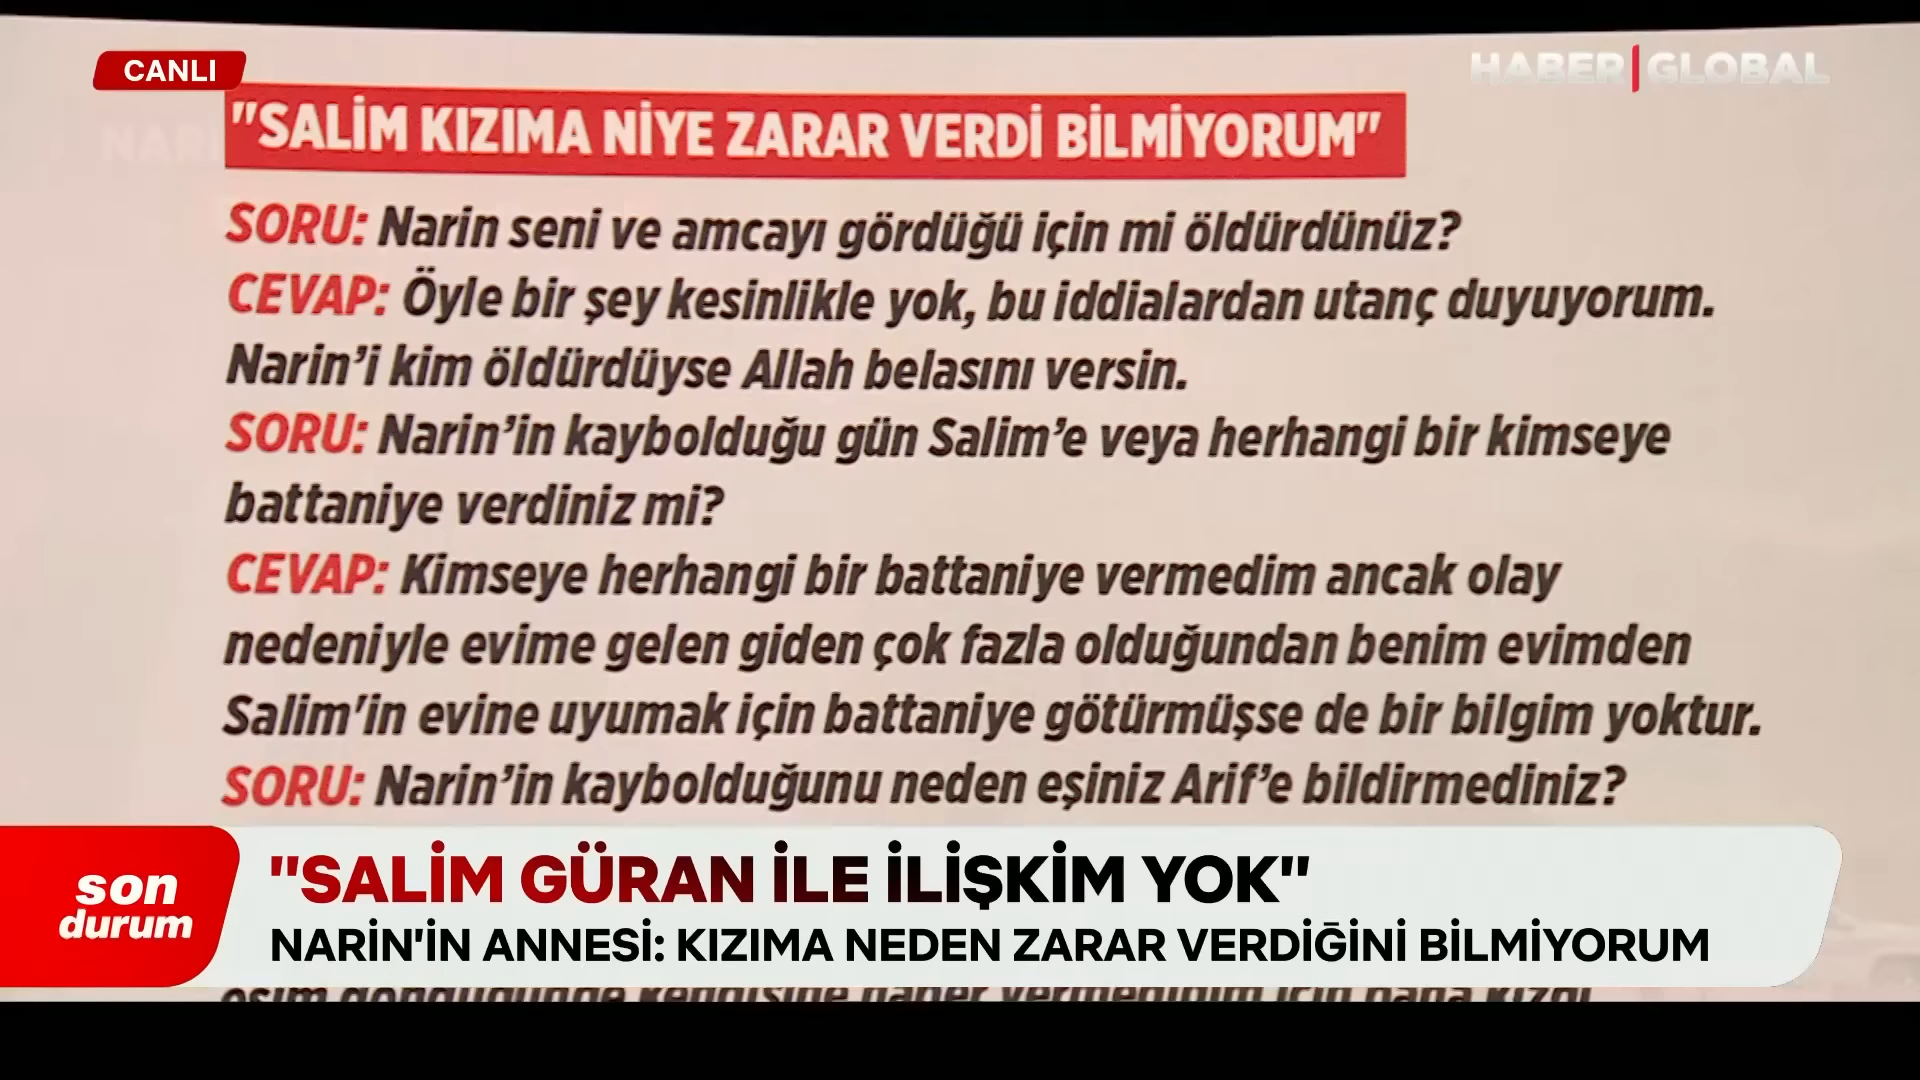 CANLI
HABER GLOBAL
NARİ
"SALİM KIZIMA NİYE ZARAR VERDİ BİLMİYORUM"
SORU: Narin seni ve amcayı gördüğü için mi öldürdünüz?
CEVAP: Öyle bir şey kesinlikle yok, bu iddialardan utanç duyuyorum.
Narin’i kim öldürdüyse Allah belasını versin.
SORU: Narin’in kaybolduğu gün Salim’e veya herhangi bir kimseye
battaniye verdiniz mi?
CEVAP: Kimseye herhangi bir battaniye vermedim ancak olay
nedeniyle evime gelen giden çok fazla olduğundan benim evimden
Salim'in evine uyumak için battaniye götürmüşse de bir bilgim yoktur.
SORU: Narin’in kaybolduğunu neden eşiniz Arif’e bildirmediniz?
son
durum
"SALİM GÜRAN İLE İLİŞKİM YOK"
NARİN'İN ANNESİ: KIZIMA NEDEN ZARAR VERDİĞİNİ BİLMİYORUM